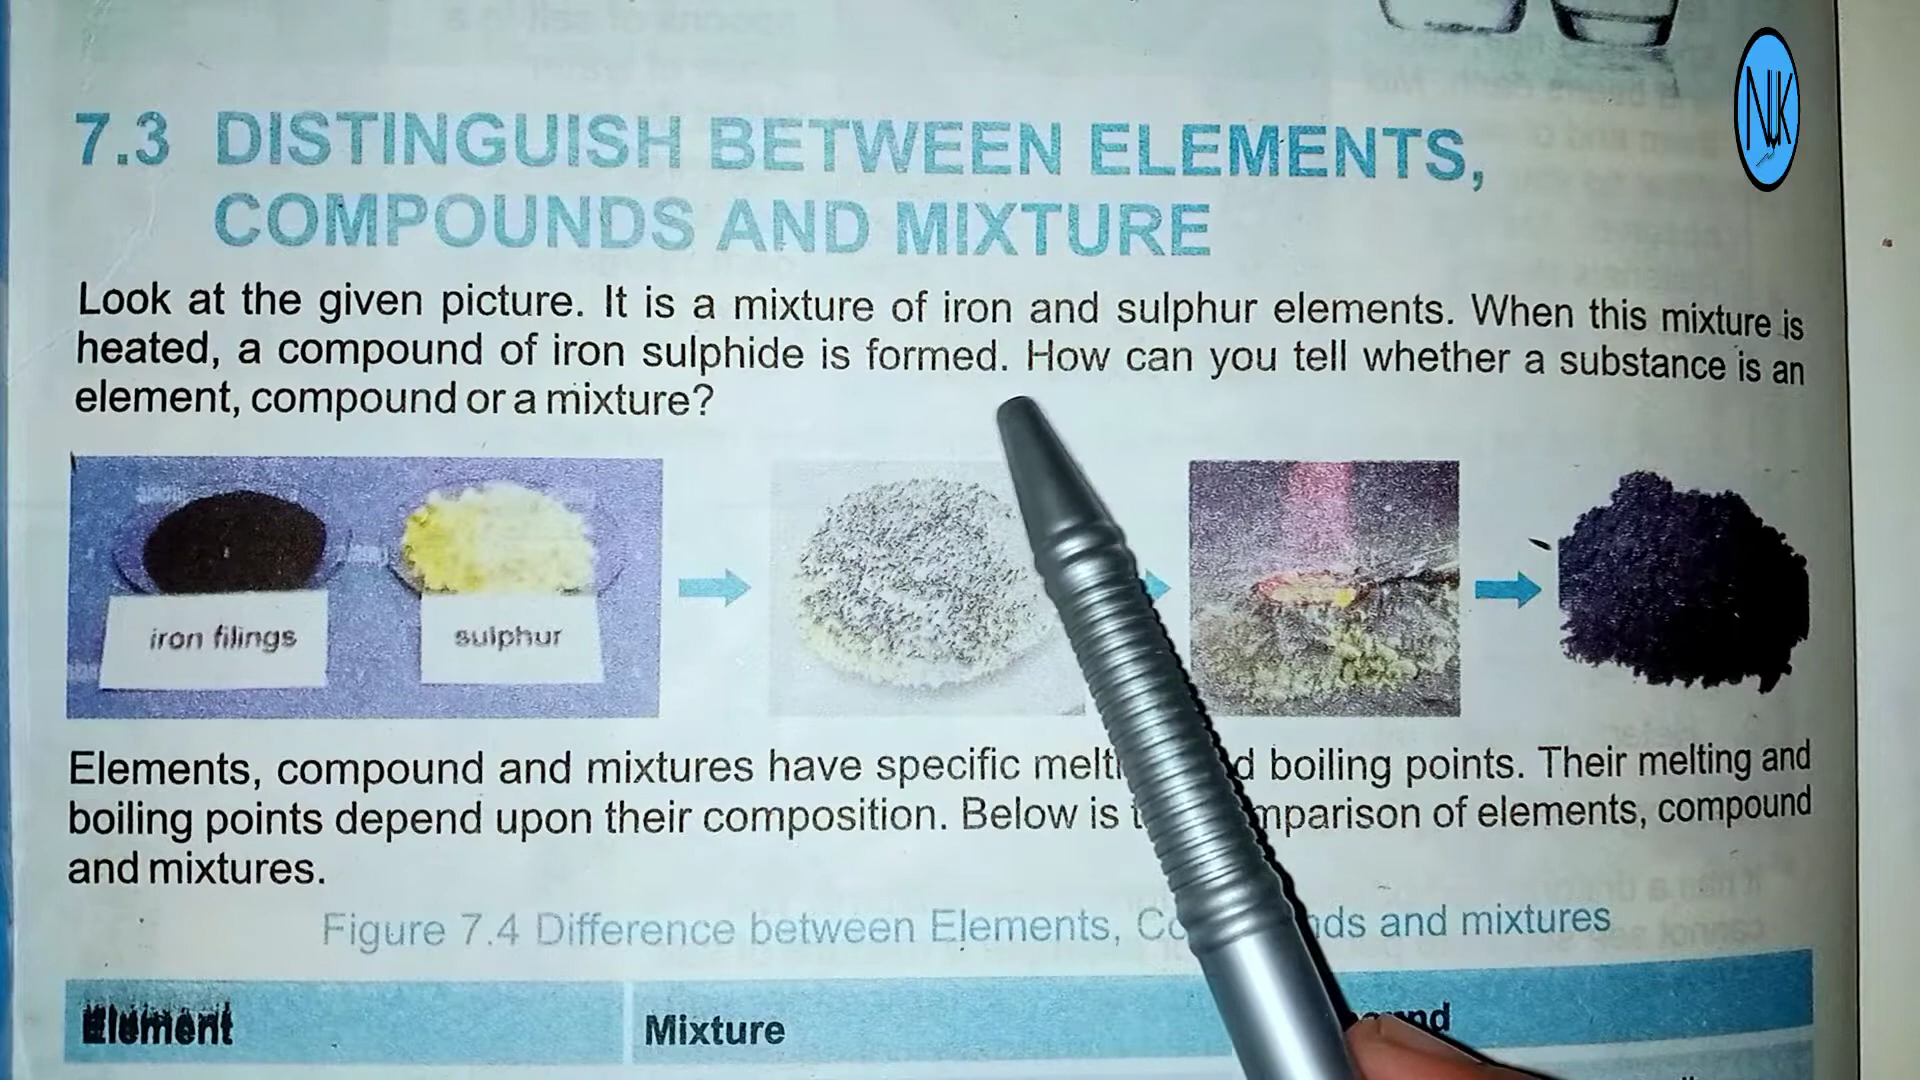 NJK
7.3 DISTINGUISH BETWEEN ELEMENTS,
COMPOUNDS AND MIXTURE
Look at the given picture. It is a mixture of iron and sulphur elements. When this mixture is
heated, a compound of iron sulphide is formed. How can you tell whether a substance is an
element, compound or a mixture?
iron filings
sulphur
Elements, compound and mixtures have specific boiling points. Their melting and
boiling points depend upon their composition. Below is of elements, compound
and mixtures.
Figure 7.4 Difference between Elements, and mixtures
Element
Mixture